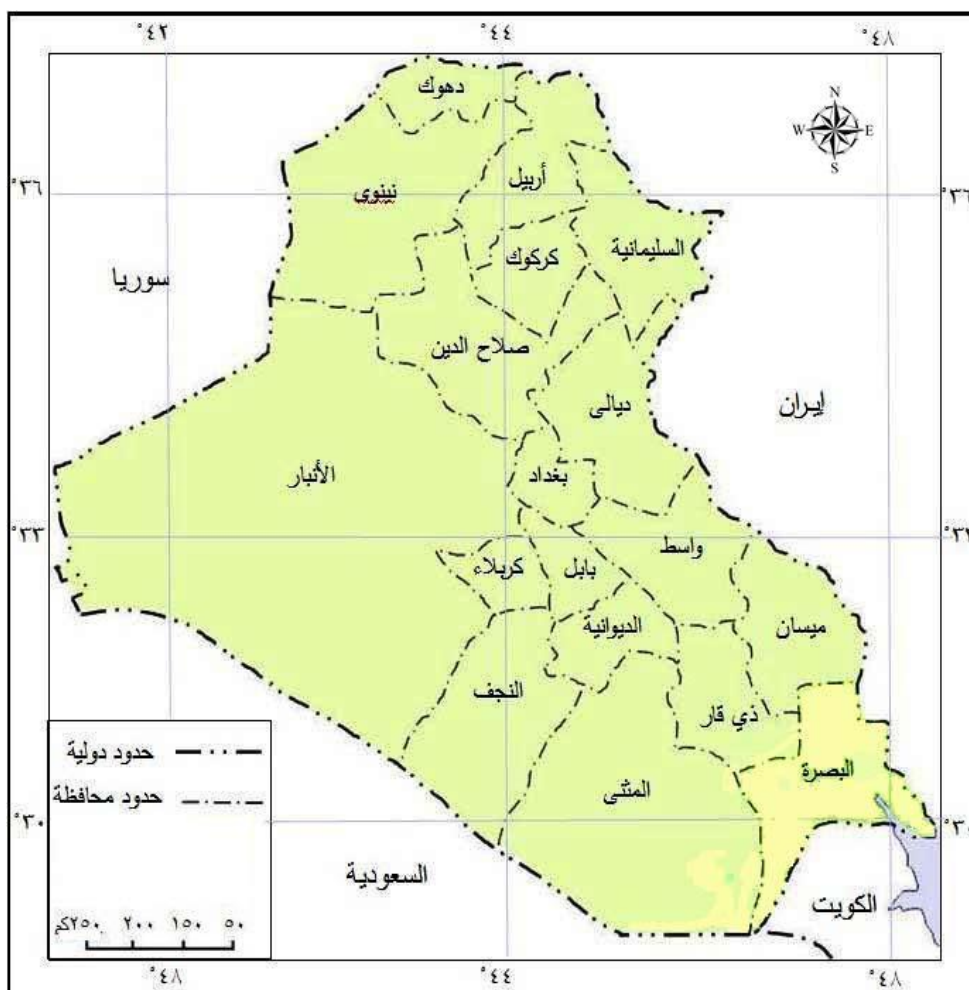 °٤٢ °٤٤ °٤٨
N
W E
S
دهوك
°٣٦ °٣٦
أربيل
نينوى
السليمانية
كركوك
سوريا
صلاح الدين
ديالى
إيران
الأنبار
بغداد
°٣٣ °٣٣
واسط
كربلاء
بابل
ميسان
الديوانية
النجف
ذي قار
حدود دولية
البصرة
المثنى
حدود محافظة
°٣٠ °٣٠
السعودية
الكويت
٥٠ ١٥٠ ٢٠٠ ٢٥٠كم
°٤٨ °٤٤ °٤٨